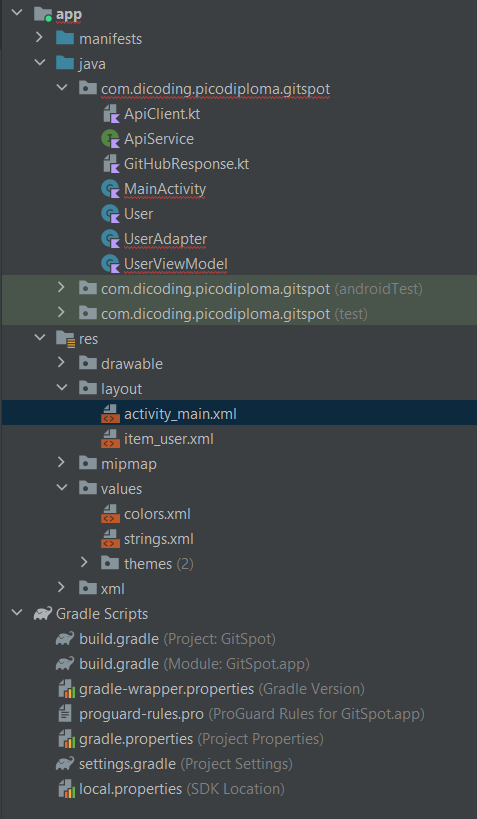 app
manifests
java
com.dicoding.picodiploma.gitspot
ApiClient.kt
ApiService
GitHubResponse.kt
MainActivity
User
UserAdapter
UserViewModel
com.dicoding.picodiploma.gitspot (androidTest)
com.dicoding.picodiploma.gitspot (test)
res
drawable
layout
activity_main.xml
item_user.xml
mipmap
values
colors.xml
strings.xml
themes (2)
xml
Gradle Scripts
build.gradle (Project: GitSpot)
build.gradle (Module: GitSpot.app)
gradle-wrapper.properties (Gradle Version)
proguard-rules.pro (ProGuard Rules for GitSpot.app)
gradle.properties (Project Properties)
settings.gradle (Project Settings)
local.properties (SDK Location)